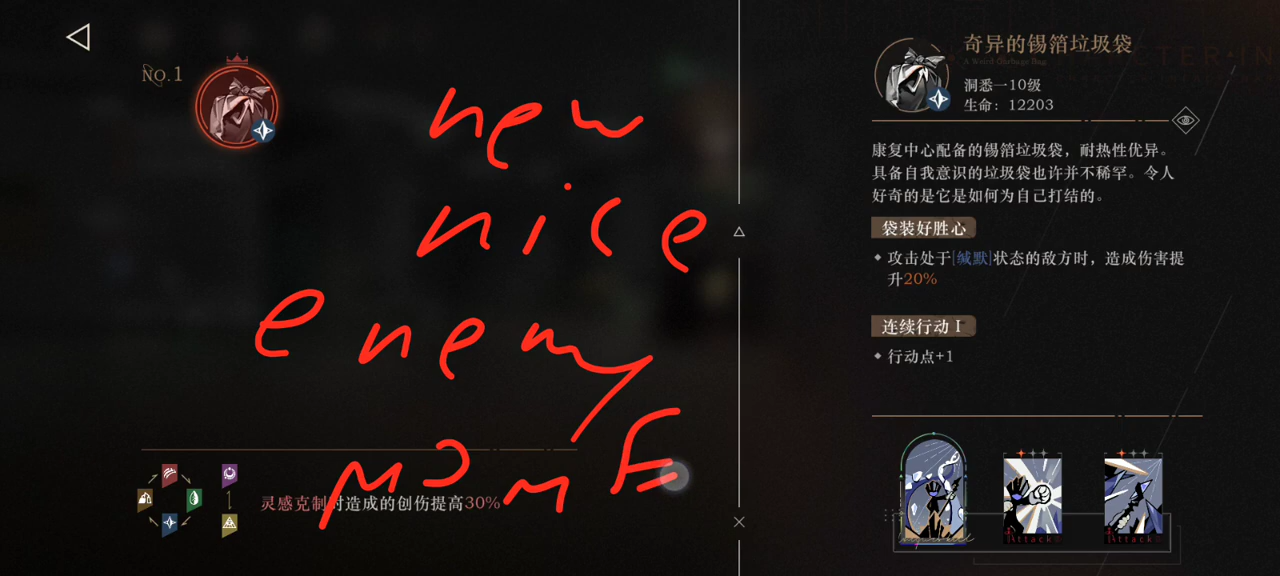 NO.1
new
nice
enemy
灵感克制时造成的创伤提高30%
奇异的锡箔垃圾袋
A Weird Garbage Bag
洞悉一10级
生命：12203
康复中心配备的锡箔垃圾袋，耐热性优异。
具备自我意识的垃圾袋也许并不稀罕。令人
好奇的是它是如何为自己打结的。
袋装好胜心
攻击处于[缄默]状态的敌方时，造成伤害提
升20%
连续行动 I
行动点+1
Attack
Attack